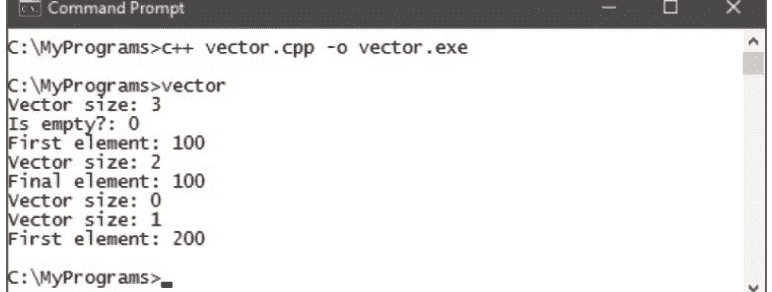 Command Prompt
C:\MyPrograms>c++ vector.cpp -o vector.exe
C:\MyPrograms>vector
Vector size: 3
Is empty?: 0
First element: 100
Vector size: 2
Final element: 100
Vector size: 0
Vector size: 1
First element: 200
C:\MyPrograms>